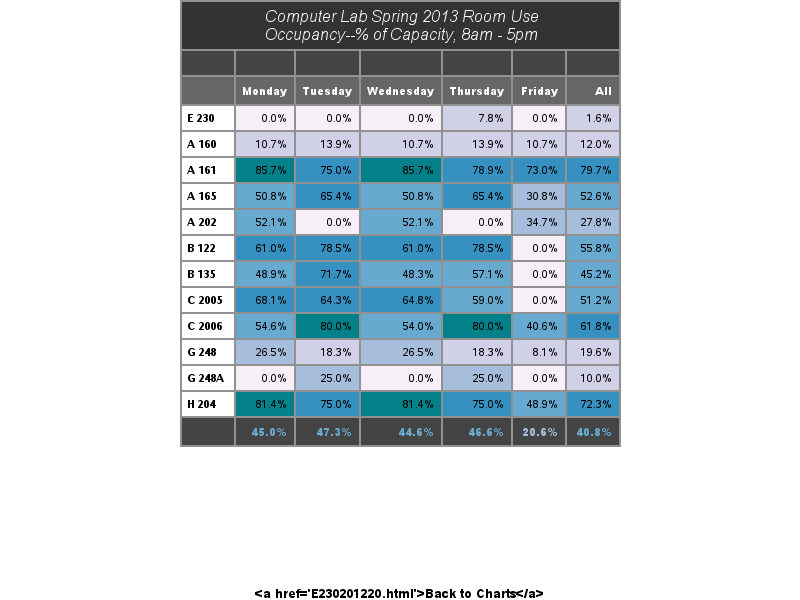 Computer Lab Spring 2013 Room Use
Occupancy--% of Capacity, 8am - 5pm
Monday Tuesday Wednesday Thursday Friday All
E 230 0.0% 0.0% 0.0% 7.8% 0.0% 1.6%
A 160 10.7% 13.9% 10.7% 13.9% 10.7% 12.0%
A 161 85.7% 75.0% 85.7% 78.9% 73.0% 79.7%
A 165 50.8% 65.4% 50.8% 65.4% 30.8% 52.6%
A 202 52.1% 0.0% 52.1% 0.0% 34.7% 27.8%
B 122 61.0% 78.5% 61.0% 78.5% 0.0% 55.8%
B 135 48.9% 71.7% 48.3% 57.1% 0.0% 45.2%
C 2005 68.1% 64.3% 64.8% 59.0% 0.0% 51.2%
C 2006 54.6% 80.0% 54.0% 80.0% 40.6% 61.8%
G 248 26.5% 18.3% 26.5% 18.3% 8.1% 19.6%
G 248A 0.0% 25.0% 0.0% 25.0% 0.0% 10.0%
H 204 81.4% 75.0% 81.4% 75.0% 48.9% 72.3%
45.0% 47.3% 44.6% 46.6% 20.6% 40.8%
<a href='E230201220.html'>Back to Charts</a>